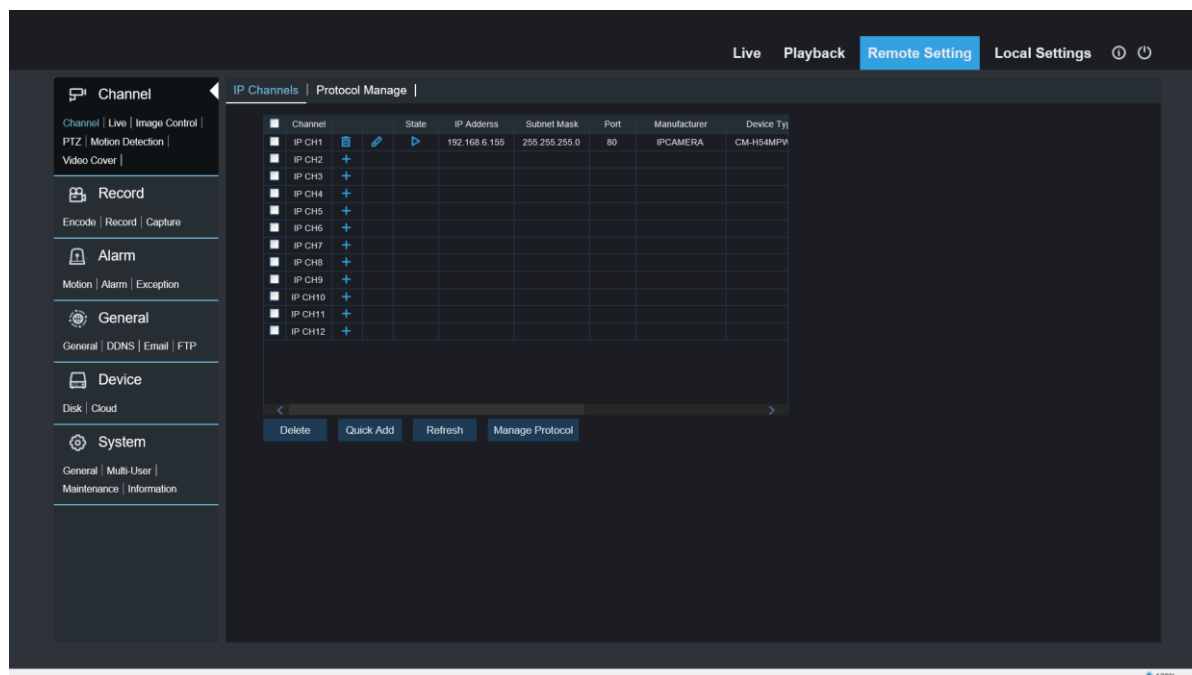 Live Playback Remote Setting Local Settings
Channel
Channel | Live | Image Control |
PTZ | Motion Detection |
Video Cover |
Record
Encode | Record | Capture
Alarm
Motion | Alarm | Exception
General
General | DDNS | Email | FTP
Device
Disk | Cloud
System
General | Multi-User |
Maintenance | Information
IP Channels | Protocol Manage |
Channel State IP Adderss Subnet Mask Port Manufacturer Device Typ
IP CH1 192.168.6.155 255.255.255.0 80 IPCAMERA CM-H54MPW
IP CH2 +
IP CH3 +
IP CH4 +
IP CH5 +
IP CH6 +
IP CH7 +
IP CH8 +
IP CH9 +
IP CH10 +
IP CH11 +
IP CH12 +
Delete Quick Add Refresh Manage Protocol